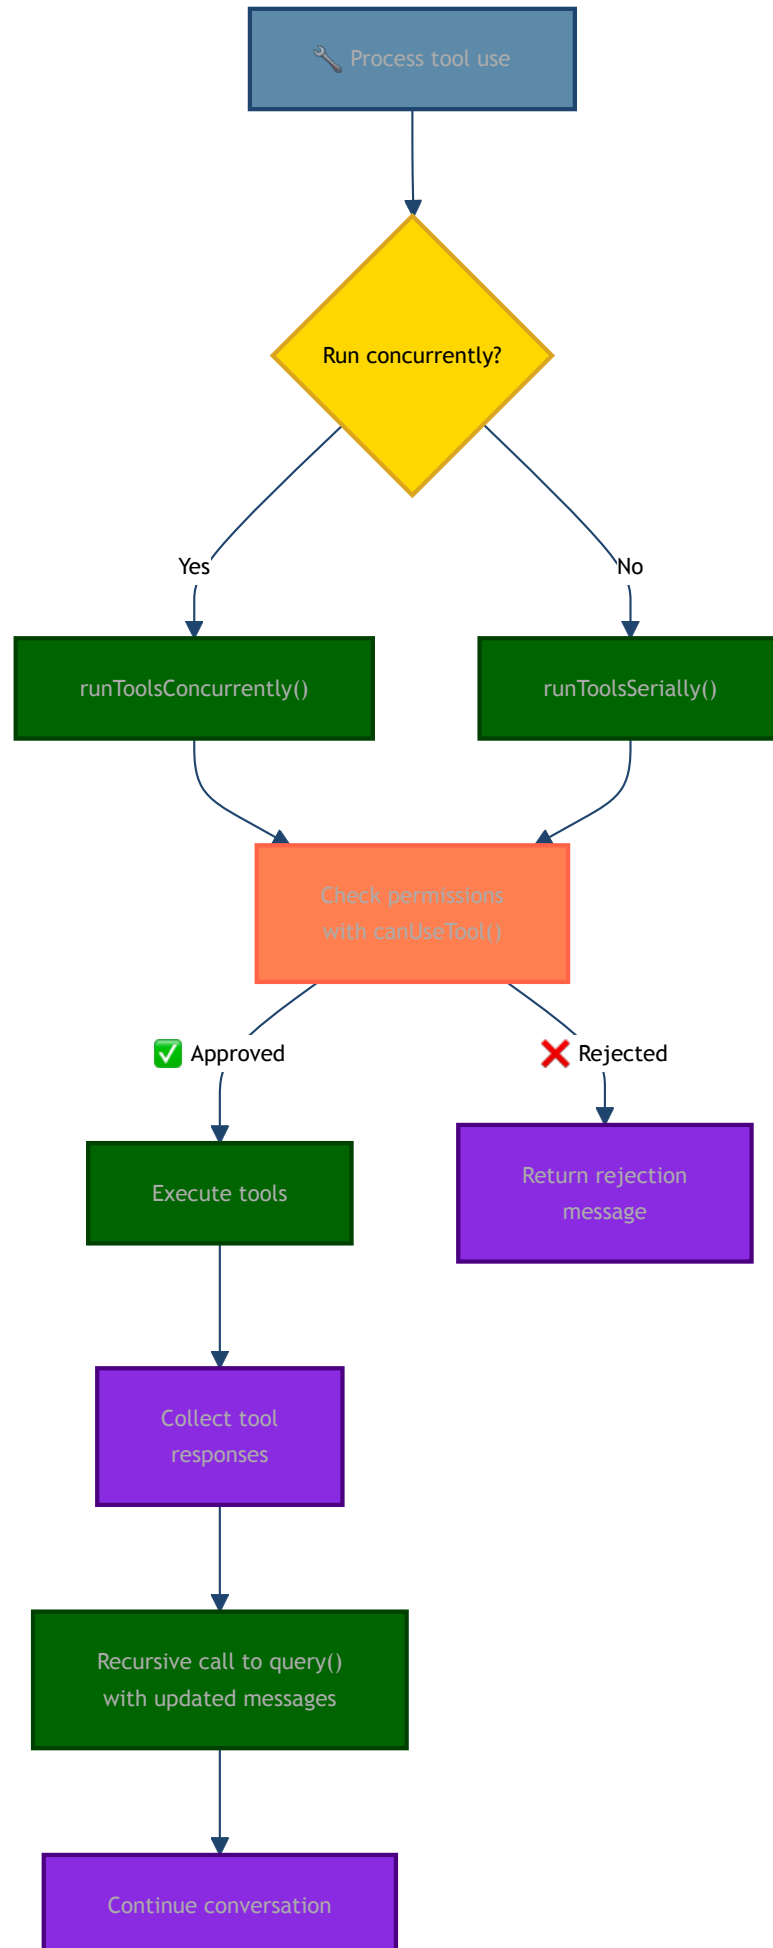 🔧 Process tool use
Run concurrently?
Yes
No
runToolsConcurrently()
runToolsSerially()
Check permissions
with canUseTool()
✅ Approved
❌ Rejected
Execute tools
Return rejection
message
Collect tool
responses
Recursive call to query()
with updated messages
Continue conversation